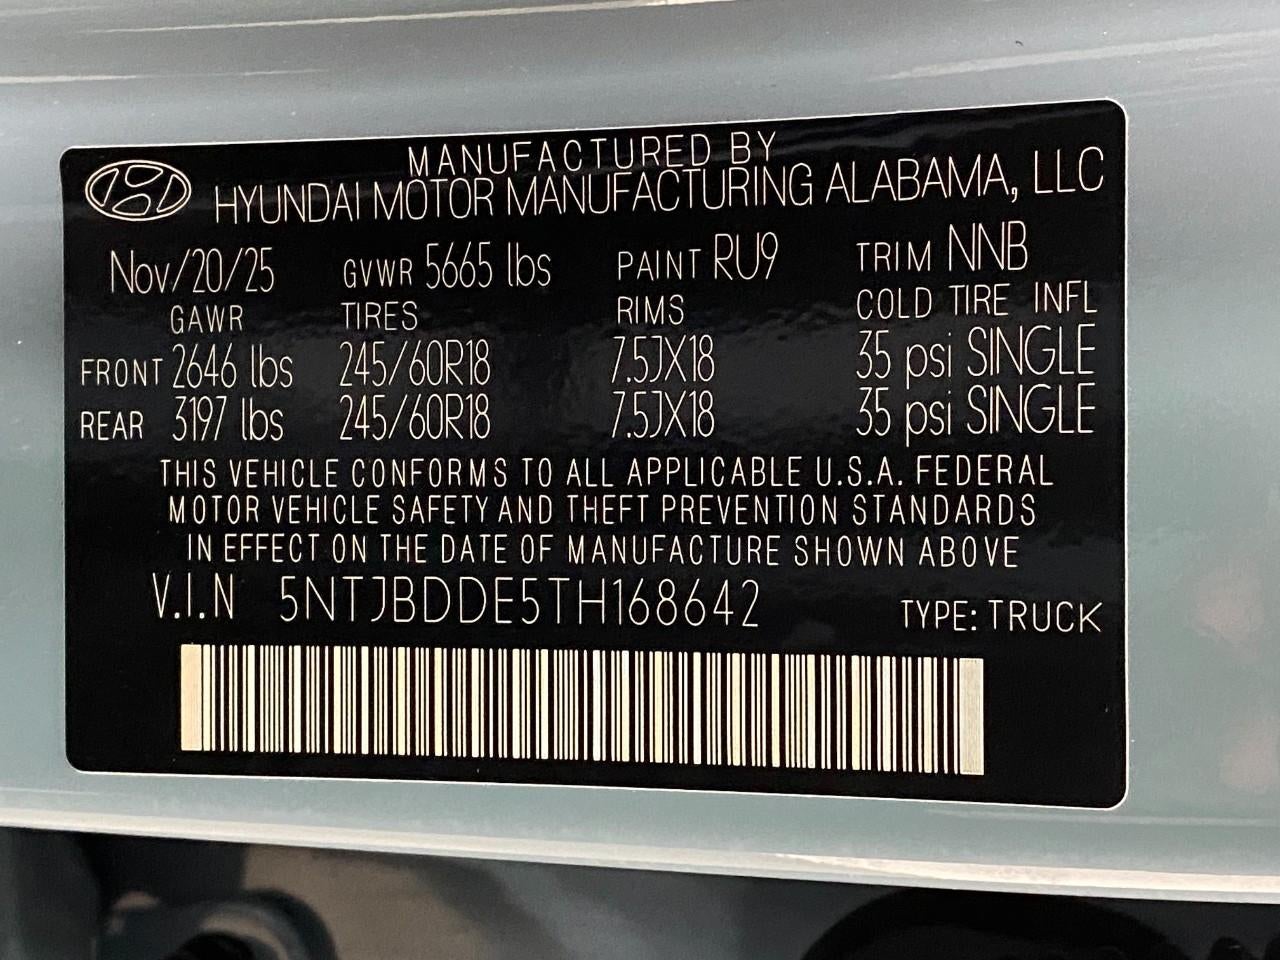 MANUFACTURED BY
HYUNDAI MOTOR MANUFACTURING ALABAMA, LLC
Nov/20/25 GVWR 5665 lbs PAINT RU9 TRIM NNB
GAWR TIRES RIMS COLD TIRE INFL
FRONT 2646 lbs 245/60R18 7.5JX18 35 psi SINGLE
REAR 3197 lbs 245/60R18 7.5JX18 35 psi SINGLE
THIS VEHICLE CONFORMS TO ALL APPLICABLE U.S.A. FEDERAL
MOTOR VEHICLE SAFETY AND THEFT PREVENTION STANDARDS
IN EFFECT ON THE DATE OF MANUFACTURE SHOWN ABOVE
V.I.N 5NTJBDDE5TH168642 TYPE: TRUCK